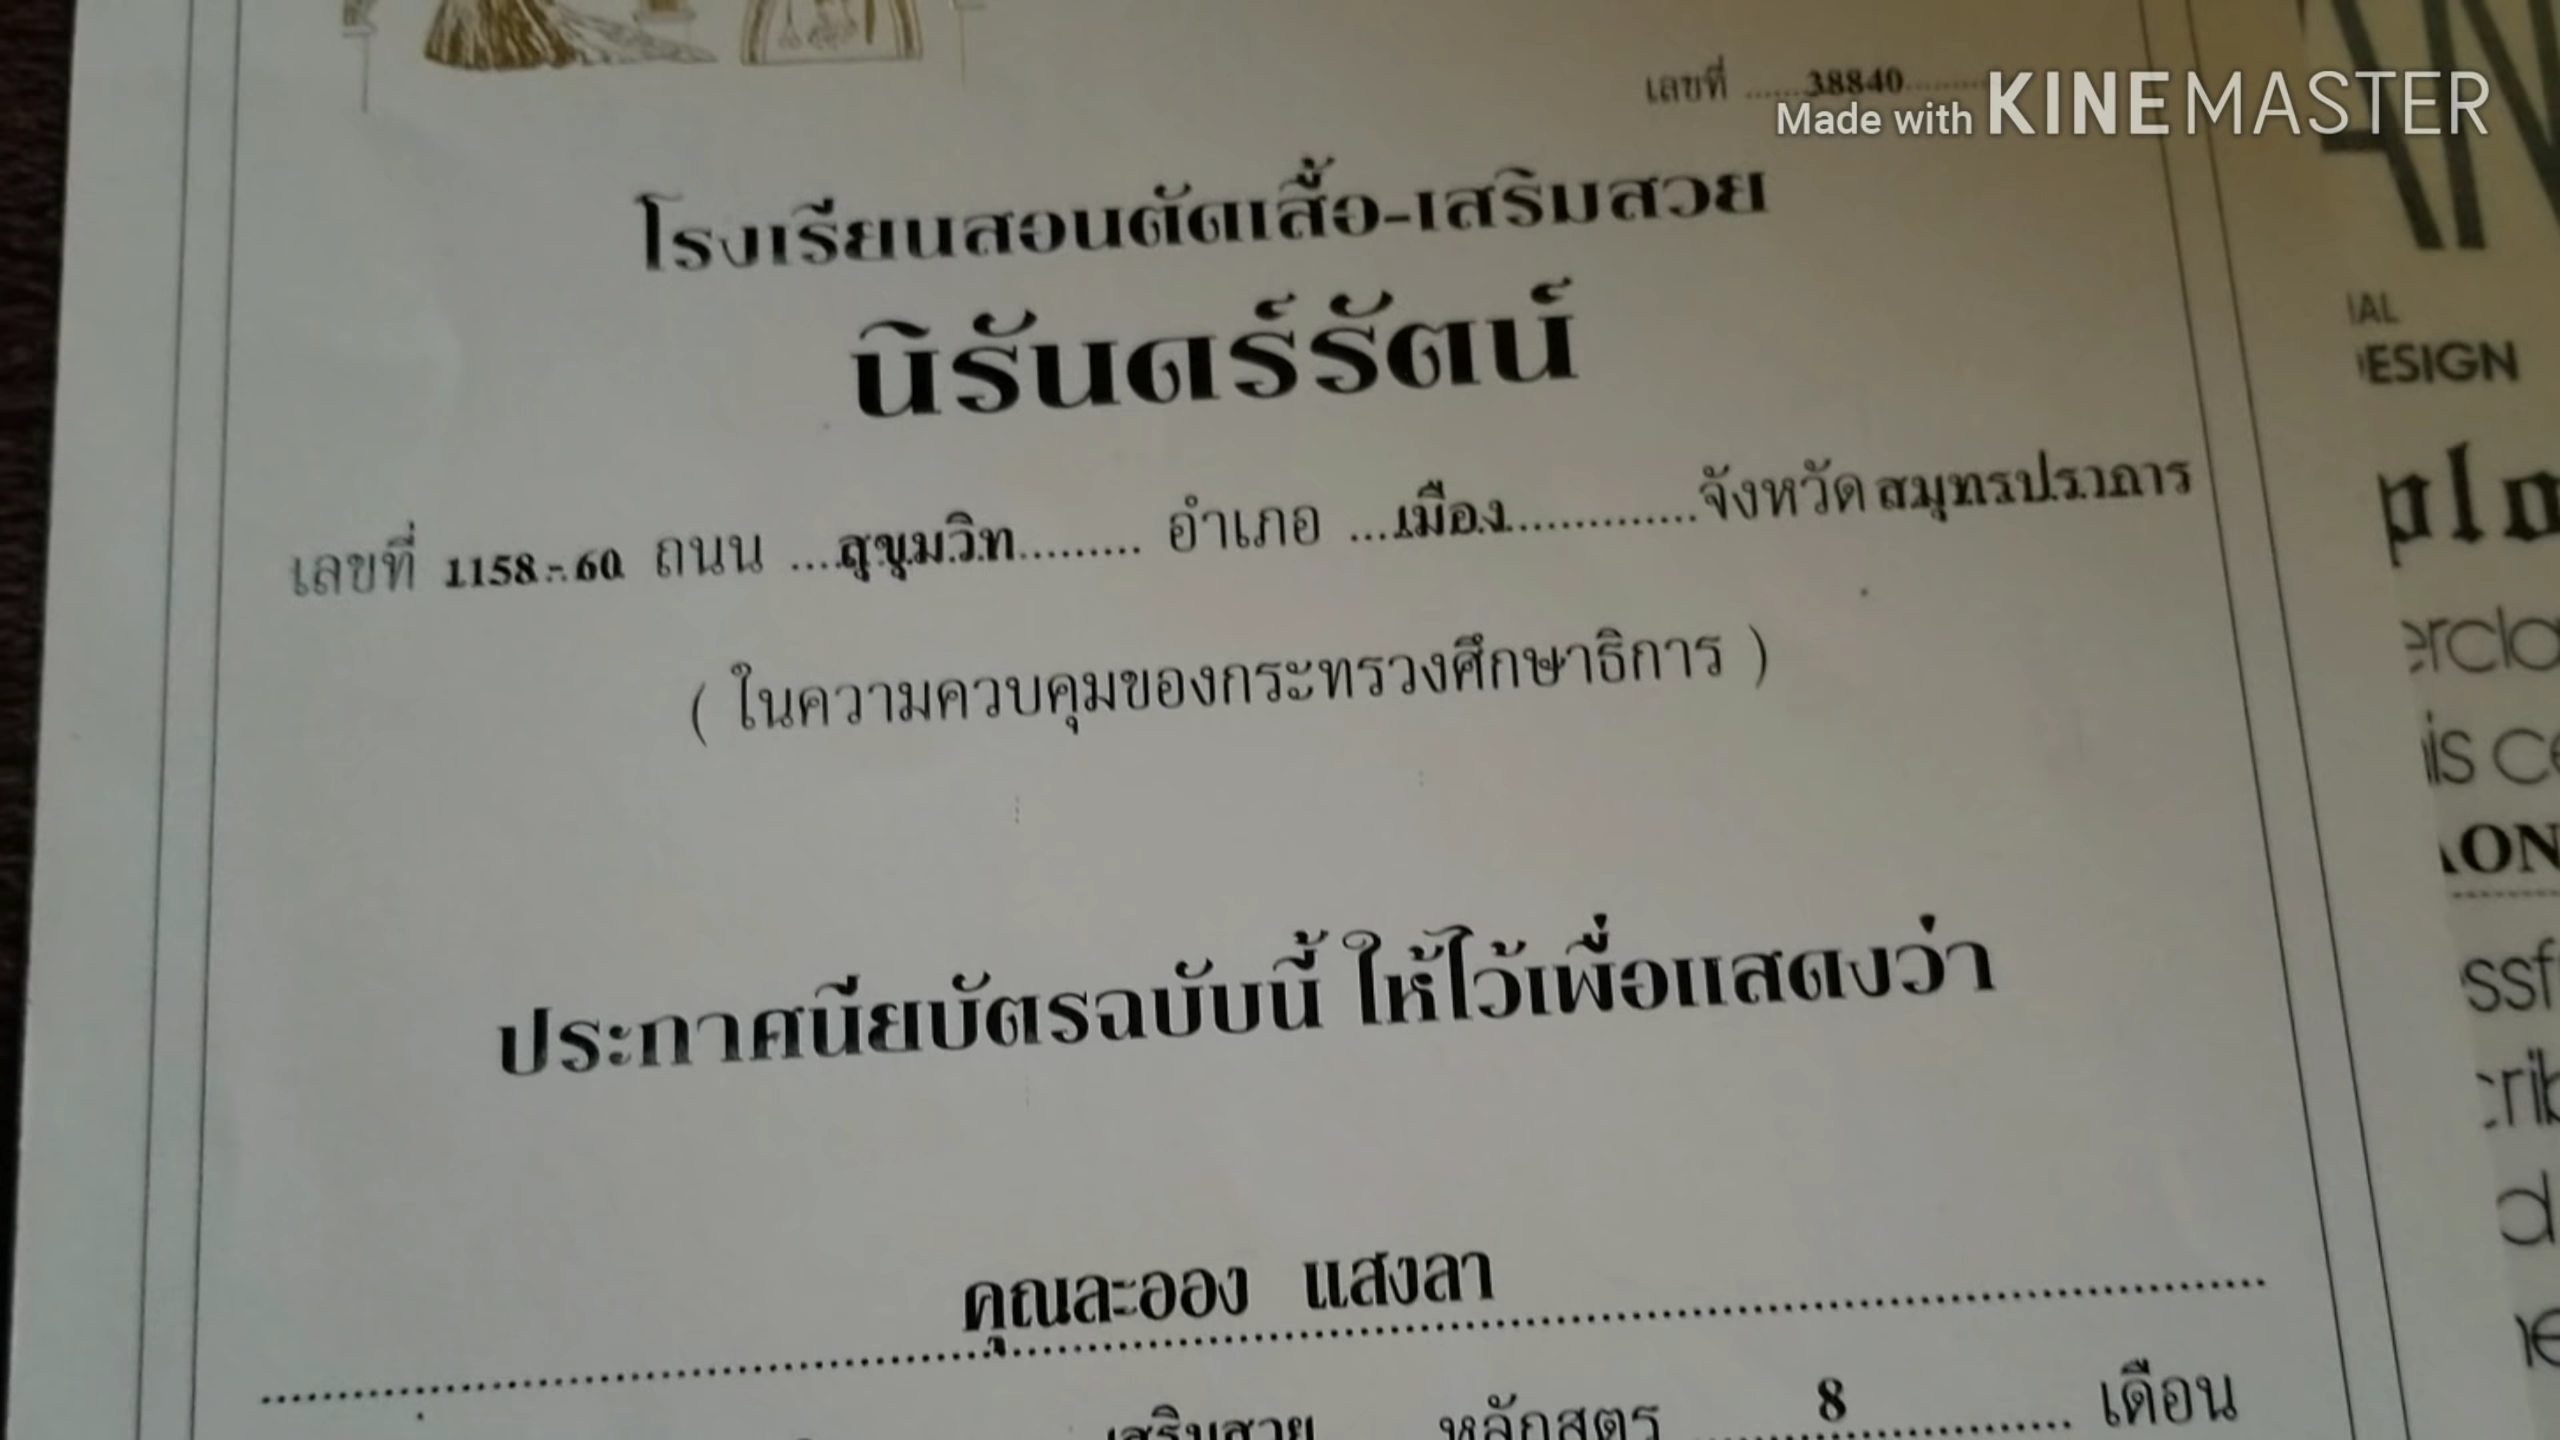 เลขที่ ......38840........
Made with KINEMASTER
โรงเรียนสอนตัดเสื้อ-เสริมสวย
นิรันดร์รัตน์
เลขที่ 1158-60 ถนน ....สุขุมวิท......... อำเภอ ...เมือง..............จังหวัด สมุทรปราการ
( ในความควบคุมของกระทรวงศึกษาธิการ )
ประกาศนียบัตรฉบับนี้ ให้ไว้เพื่อแสดงว่า
คุณละออง แสงลา
เสริมสวย หลักสูตร 8 เดือน
ESIGN